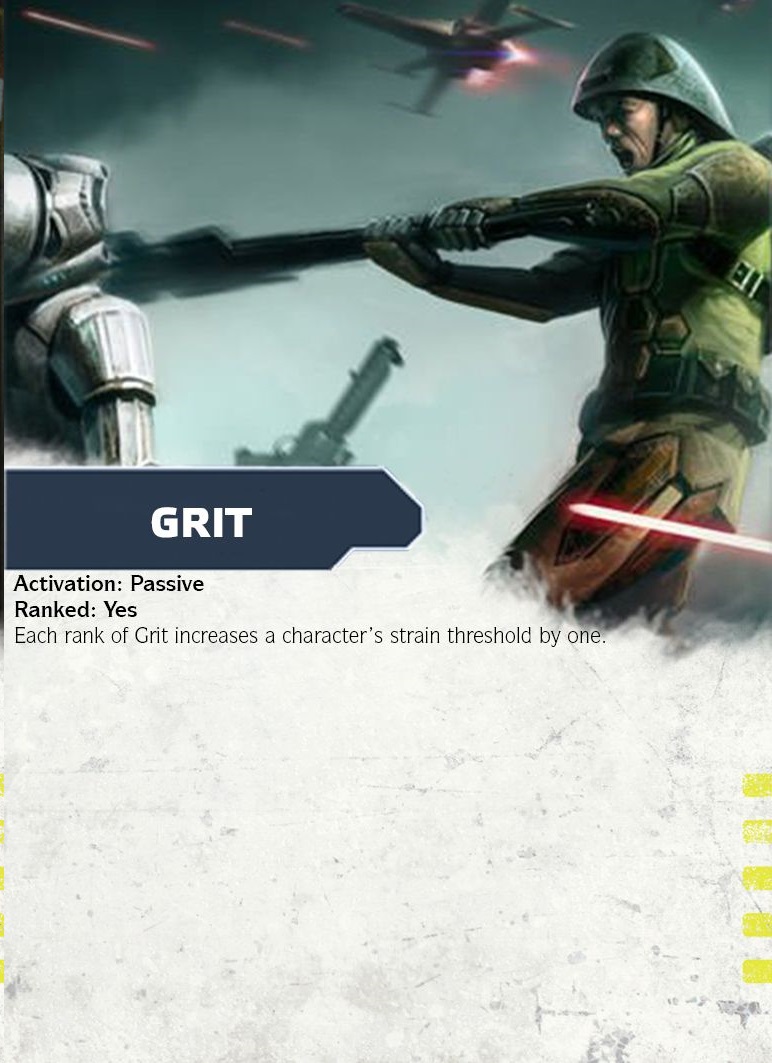 GRIT
Activation: Passive
Ranked: Yes
Each rank of Grit increases a character’s strain threshold by one.